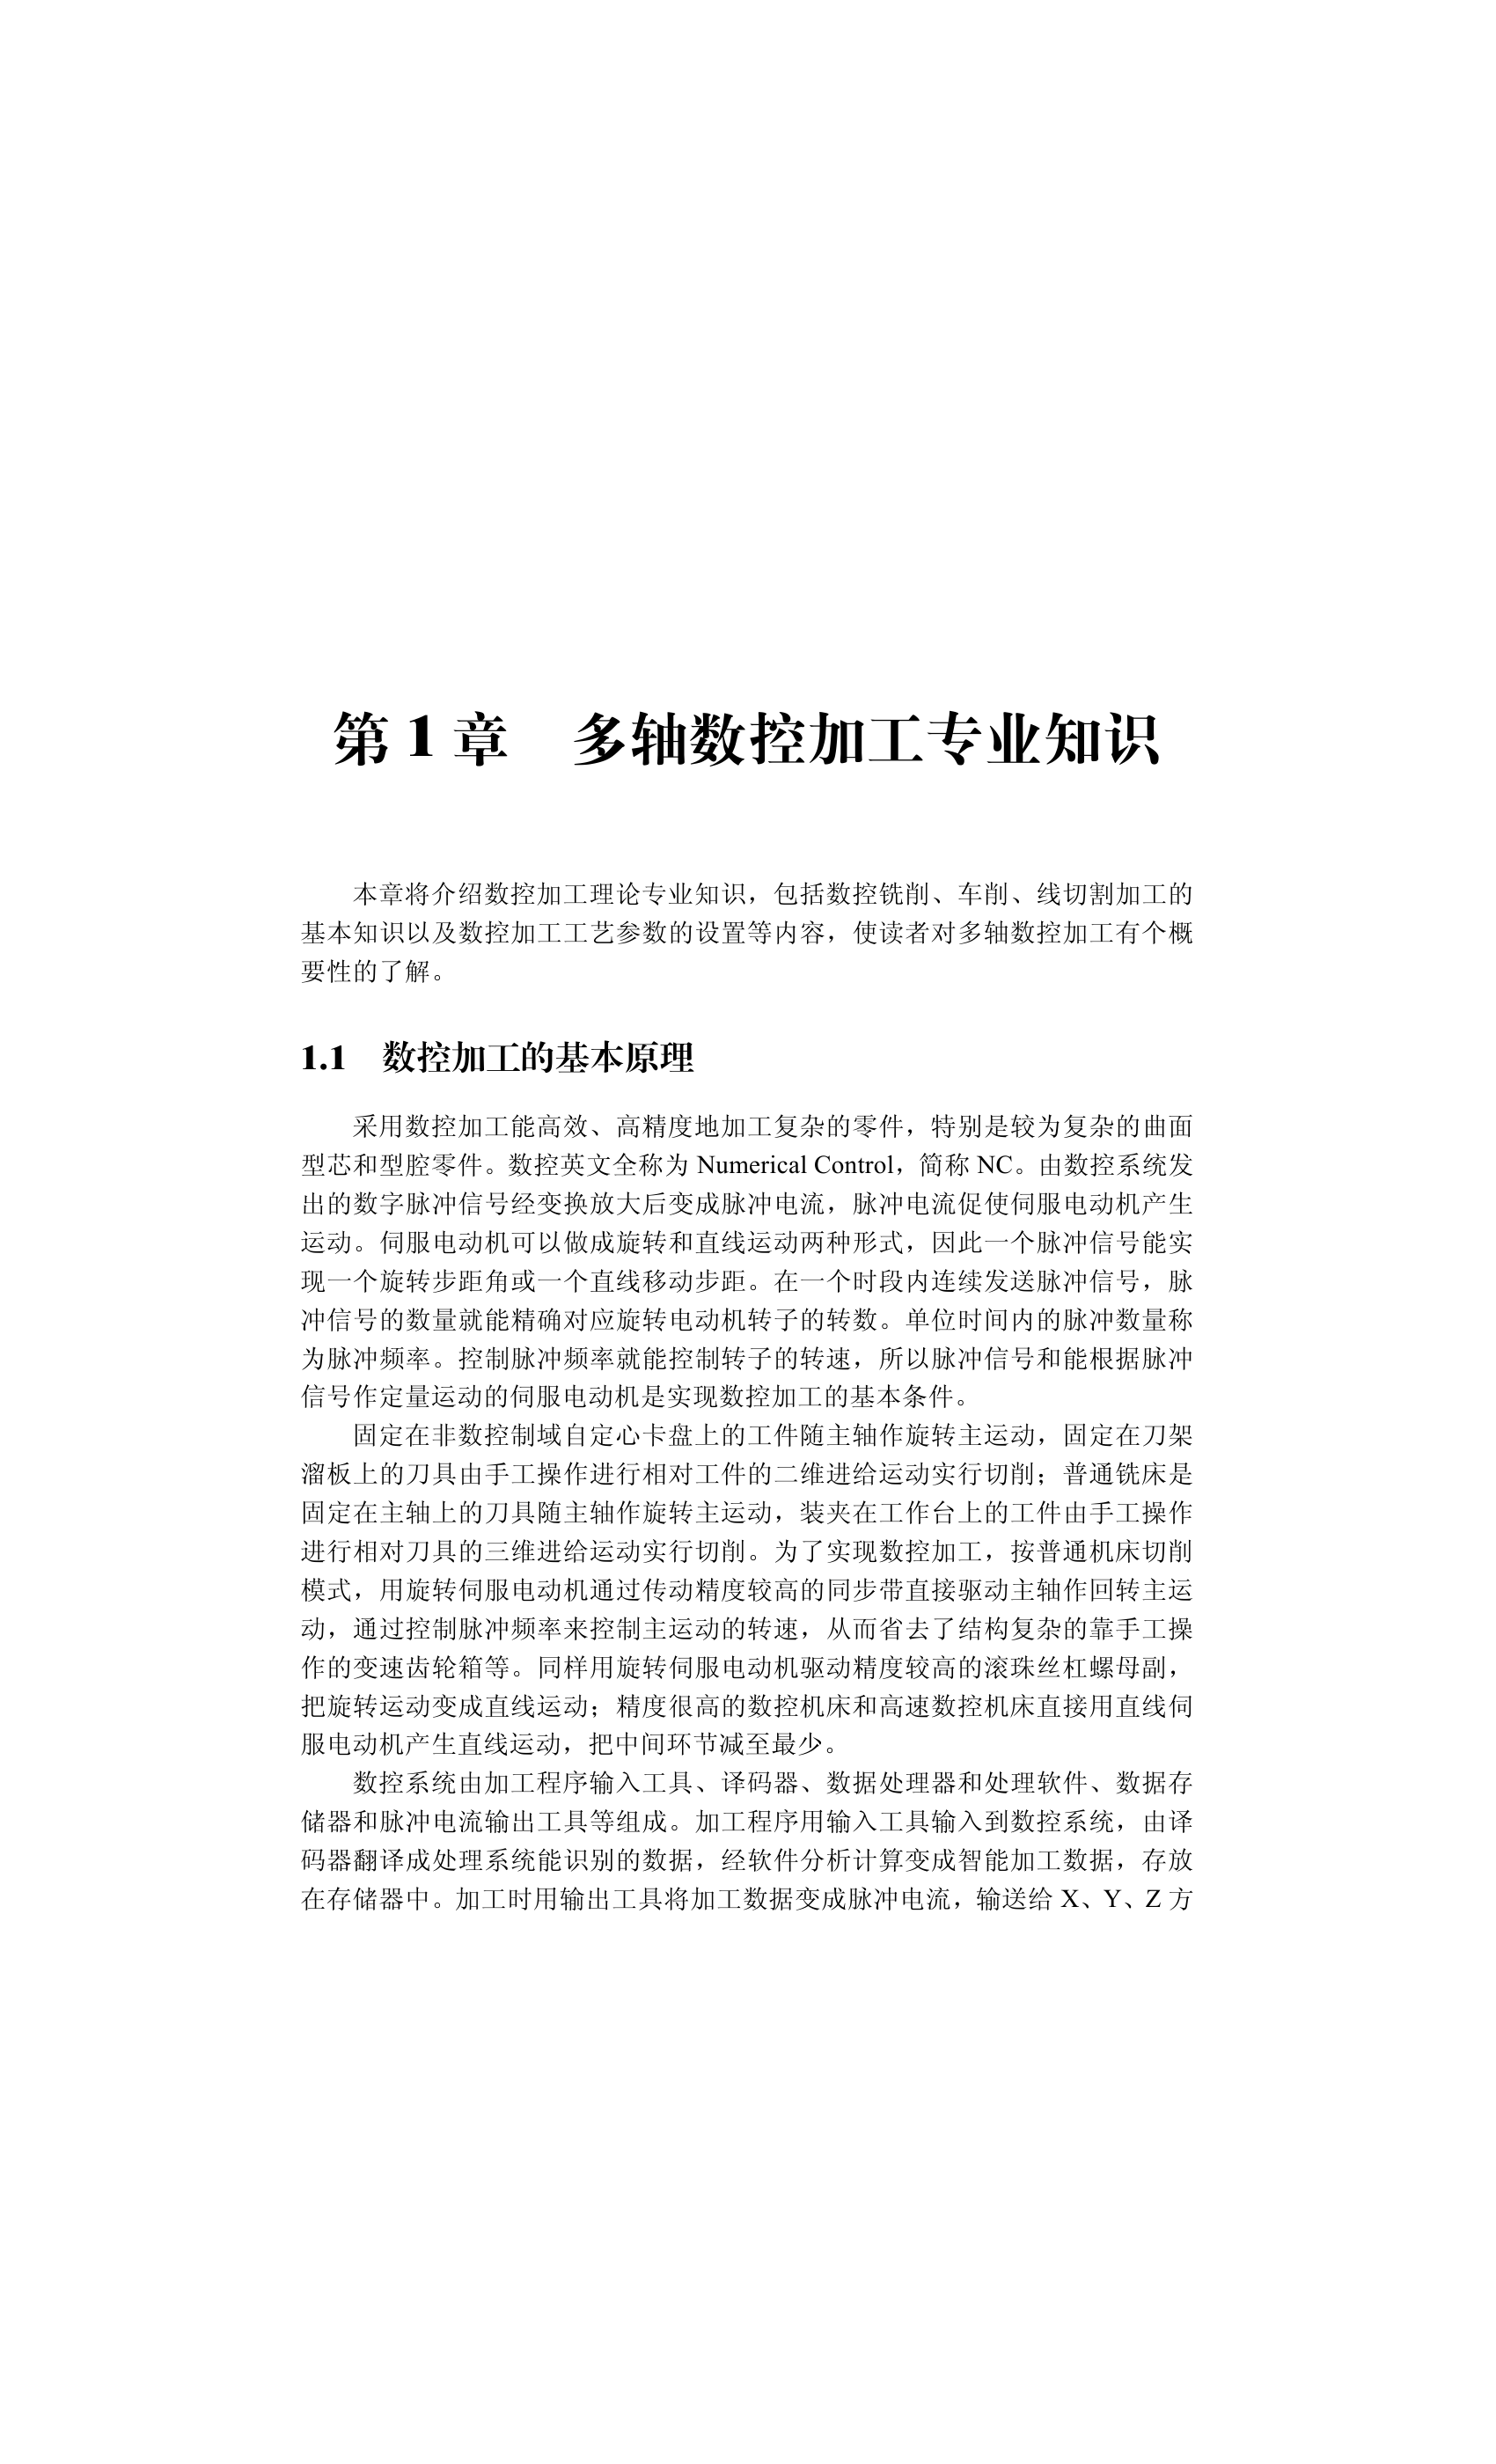 第 1 章　多轴数控加工专业知识
本章将介绍数控加工理论专业知识，包括数控铣削、车削、线切割加工的
基本知识以及数控加工工艺参数的设置等内容，使读者对多轴数控加工有个概
要性的了解。
1.1　数控加工的基本原理
采用数控加工能高效、高精度地加工复杂的零件，特别是较为复杂的曲面
型芯和型腔零件。数控英文全称为 Numerical Control，简称 NC。由数控系统发
出的数字脉冲信号经变换放大后变成脉冲电流，脉冲电流促使伺服电动机产生
运动。伺服电动机可以做成旋转和直线运动两种形式，因此一个脉冲信号能实
现一个旋转步距角或一个直线移动步距。在一个时段内连续发送脉冲信号，脉
冲信号的数量就能精确对应旋转电动机转子的转数。单位时间内的脉冲数量称
为脉冲频率。控制脉冲频率就能控制转子的转速，所以脉冲信号和能根据脉冲
信号作定量运动的伺服电动机是实现数控加工的基本条件。
固定在非数控制域自定心卡盘上的工件随主轴作旋转主运动，固定在刀架
溜板上的刀具由手工操作进行相对工件的二维进给运动实行切削；普通铣床是
固定在主轴上的刀具随主轴作旋转主运动，装夹在工作台上的工件由手工操作
进行相对刀具的三维进给运动实行切削。为了实现数控加工，按普通机床切削
模式，用旋转伺服电动机通过传动精度较高的同步带直接驱动主轴作回转主运
动，通过控制脉冲频率来控制主运动的转速，从而省去了结构复杂的靠手工操
作的变速齿轮箱等。同样用旋转伺服电动机驱动精度较高的滚珠丝杠螺母副，
把旋转运动变成直线运动；精度很高的数控机床和高速数控机床直接用直线伺
服电动机产生直线运动，把中间环节减至最少。
数控系统由加工程序输入工具、译码器、数据处理器和处理软件、数据存
储器和脉冲电流输出工具等组成。加工程序用输入工具输入到数控系统，由译
码器翻译成处理系统能识别的数据，经软件分析计算变成智能加工数据，存放
在存储器中。加工时用输出工具将加工数据变成脉冲电流，输送给 X、Y、Z 方